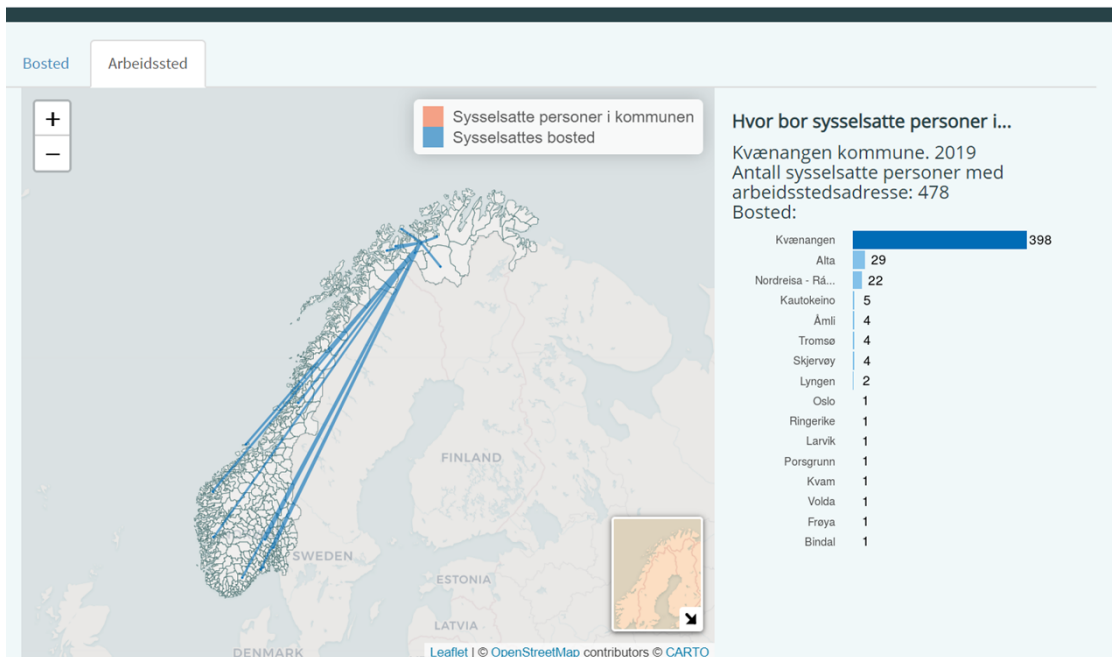 Bosted
Arbeidssted
+
−
Sysselsatte personer i kommunen
Sysselsattes bosted
FINLAND
SWEDEN
ESTONIA
LATVIA
DENMARK
Leaflet | © OpenStreetMap contributors © CARTO
Hvor bor sysselsatte personer i...
Kvænangen kommune. 2019
Antall sysselsatte personer med
arbeidsstedsadresse: 478
Bosted:
Kvænangen 398
Alta 29
Nordreisa - Rá... 22
Kautokeino 5
Åmli 4
Tromsø 4
Skjervøy 4
Lyngen 2
Oslo 1
Ringerike 1
Larvik 1
Porsgrunn 1
Kvam 1
Volda 1
Frøya 1
Bindal 1